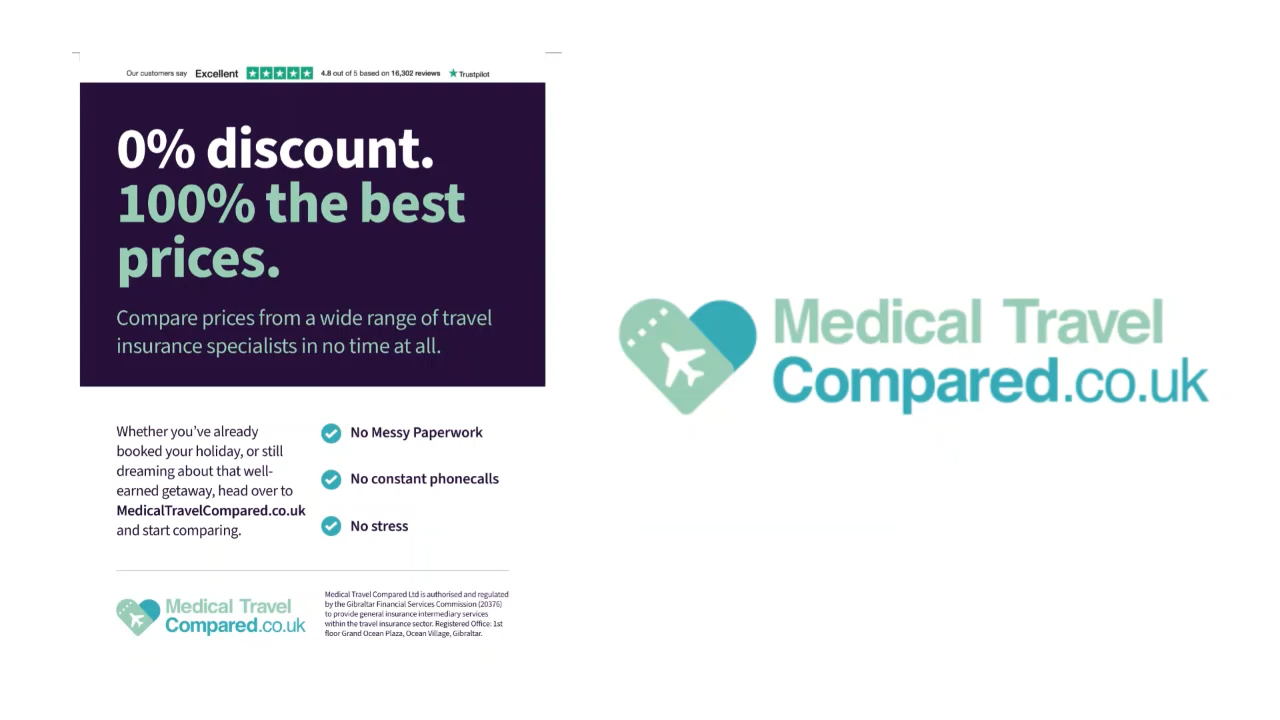 Our customers say Excellent 4.8 out of 5 based on 16,302 reviews Trustpilot
0% discount.
100% the best
prices.
Compare prices from a wide range of travel
insurance specialists in no time at all.
Whether you've already
booked your holiday, or still
dreaming about that well-
earned getaway, head over to
MedicalTravelCompared.co.uk
and start comparing.
No Messy Paperwork
No constant phonecalls
No stress
Medical Travel
Compared.co.uk
Medical Travel Compared Ltd is authorised and regulated
by the Gibraltar Financial Services Commission (20376)
to provide general insurance intermediary services
within the travel insurance sector. Registered Office: 1st
floor Grand Ocean Plaza, Ocean Village, Gibraltar.
Medical Travel
Compared.co.uk